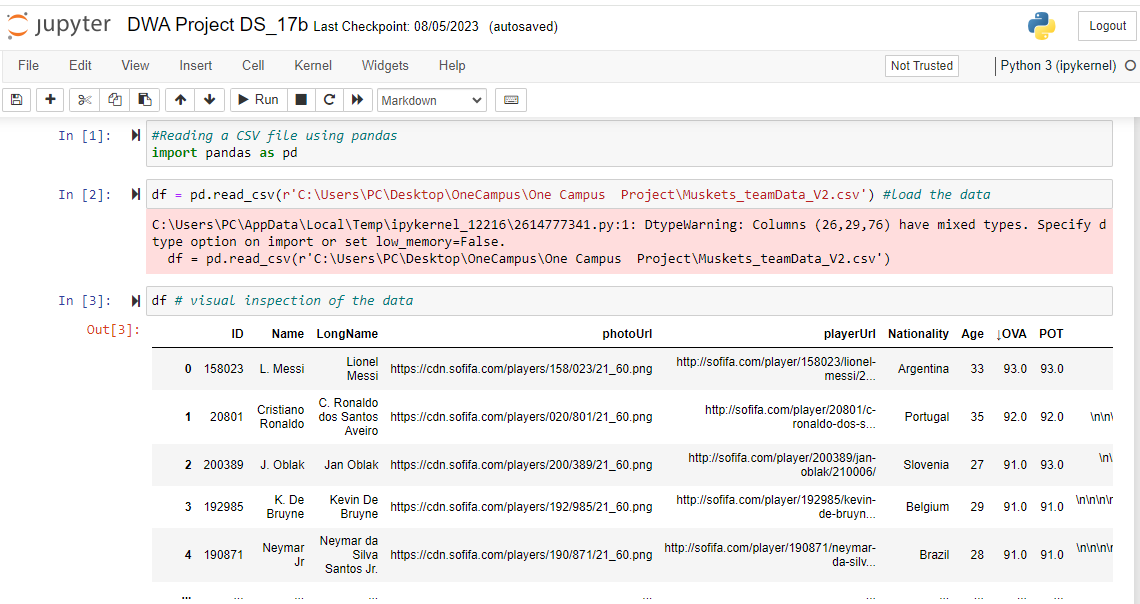 jupyter DWA Project DS_17b Last Checkpoint: 08/05/2023 (autosaved) Logout
File Edit View Insert Cell Kernel Widgets Help Not Trusted Python 3 (ipykernel)
Run Markdown
In [1]: #Reading a CSV file using pandas
import pandas as pd
In [2]: df = pd.read_csv(r'C:\Users\PC\Desktop\OneCampus\One Campus  Project\Muskets_teamData_V2.csv') #Load the data
C:\Users\PC\AppData\Local\Temp\ipykernel_12216\2614777341.py:1: DtypeWarning: Columns (26,29,76) have mixed types. Specify d
type option on import or set low_memory=False.
df = pd.read_csv(r'C:\Users\PC\Desktop\OneCampus\One Campus  Project\Muskets_teamData_V2.csv')
In [3]: df # visual inspection of the data
Out[3]:
ID Name LongName photoUrl playerUrl Nationality Age ↓OVA POT
0 158023 L. Messi Lionel Messi https://cdn.sofifa.com/players/158/023/21_60.png http://sofifa.com/player/158023/lionel-messi/2... Argentina 33 93.0 93.0
1 20801 Cristiano Ronaldo C. Ronaldo dos Santos Aveiro https://cdn.sofifa.com/players/020/801/21_60.png http://sofifa.com/player/20801/c-ronaldo-dos-s... Portugal 35 92.0 92.0 \n\n\
2 200389 J. Oblak Jan Oblak https://cdn.sofifa.com/players/200/389/21_60.png http://sofifa.com/player/200389/jan-oblak/210006/ Slovenia 27 91.0 93.0 \n\
3 192985 K. De Bruyne Kevin De Bruyne https://cdn.sofifa.com/players/192/985/21_60.png http://sofifa.com/player/192985/kevin-de-bruyn... Belgium 29 91.0 91.0 \n\n\n\n
4 190871 Neymar Jr Neymar da Silva Santos Jr. https://cdn.sofifa.com/players/190/871/21_60.png http://sofifa.com/player/190871/neymar-da-silv... Brazil 28 91.0 91.0 \n\n\n\n
... ... ... ... ... ... ... ... ... ...